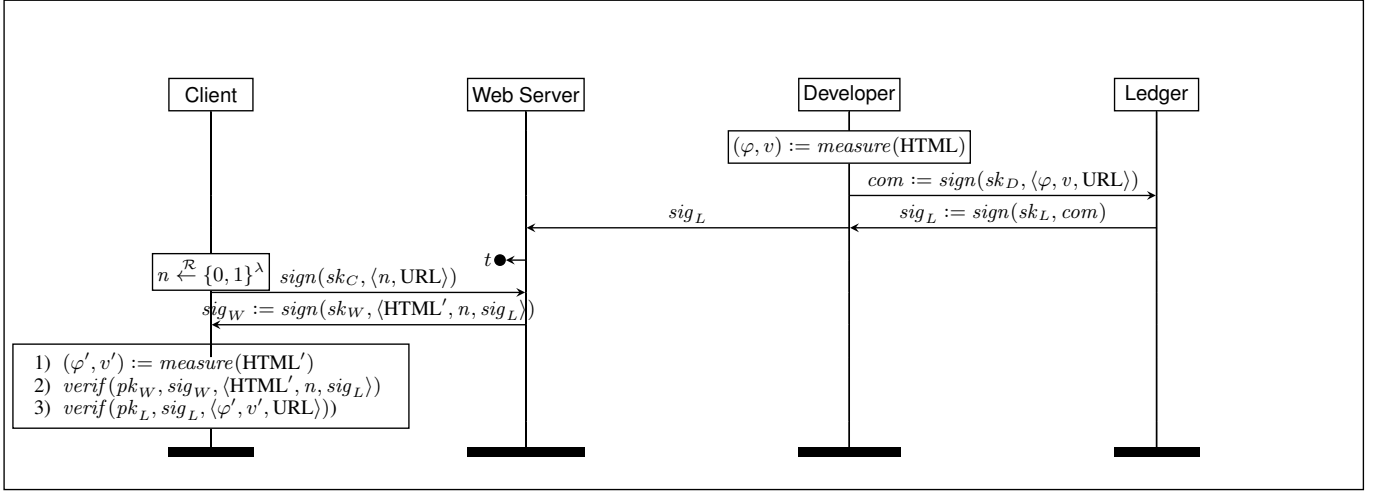 Client Web Server Developer Ledger
(φ, v) := measure(HTML)
com := sign(sk_D, ⟨φ, v, URL⟩)
sig_L sig_L := sign(sk_L, com)
t
n ←^R {0, 1}^λ sign(sk_C, ⟨n, URL⟩)
sig_W := sign(sk_W, ⟨HTML′, n, sig_L⟩)
1) (φ′, v′) := measure(HTML′)
2) verif(pk_W, sig_W, ⟨HTML′, n, sig_L⟩)
3) verif(pk_L, sig_L, ⟨φ′, v′, URL⟩))